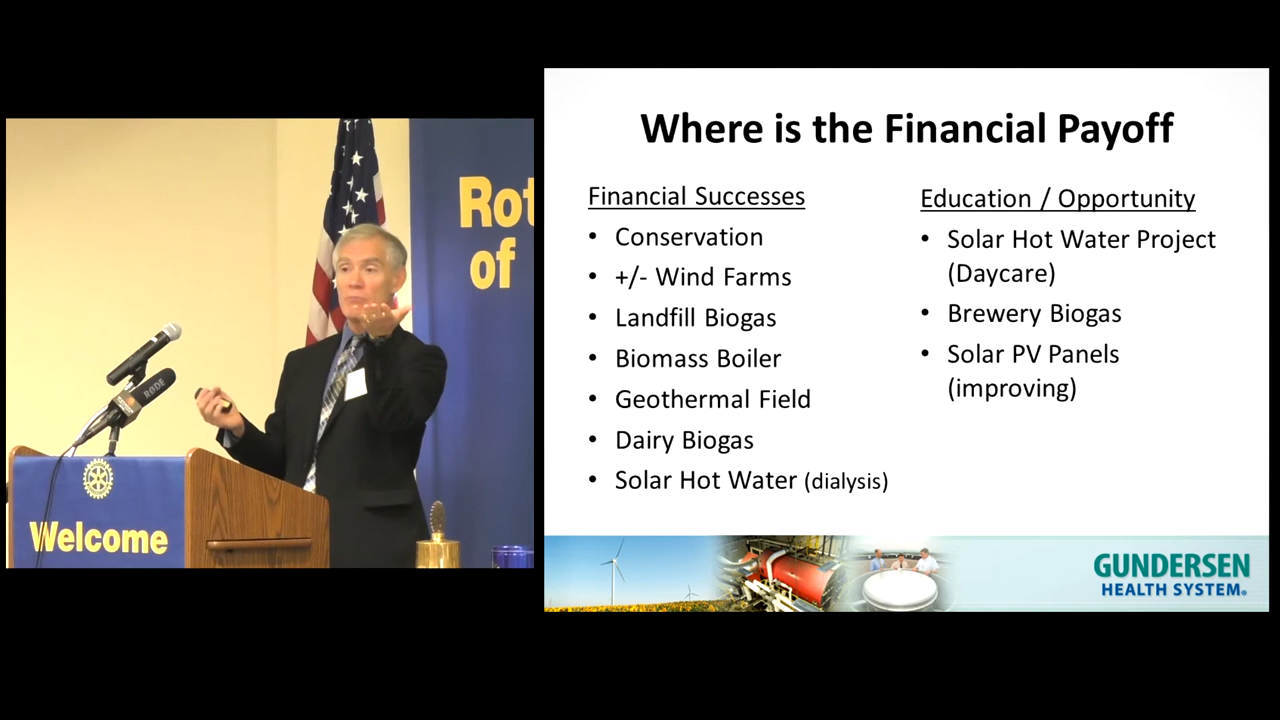 Rot
of
RØDE
Welcome
Where is the Financial Payoff
Financial Successes
• Conservation
• +/- Wind Farms
• Landfill Biogas
• Biomass Boiler
• Geothermal Field
• Dairy Biogas
• Solar Hot Water (dialysis)
Education / Opportunity
• Solar Hot Water Project
(Daycare)
• Brewery Biogas
• Solar PV Panels
(improving)
GUNDERSEN
HEALTH SYSTEM®